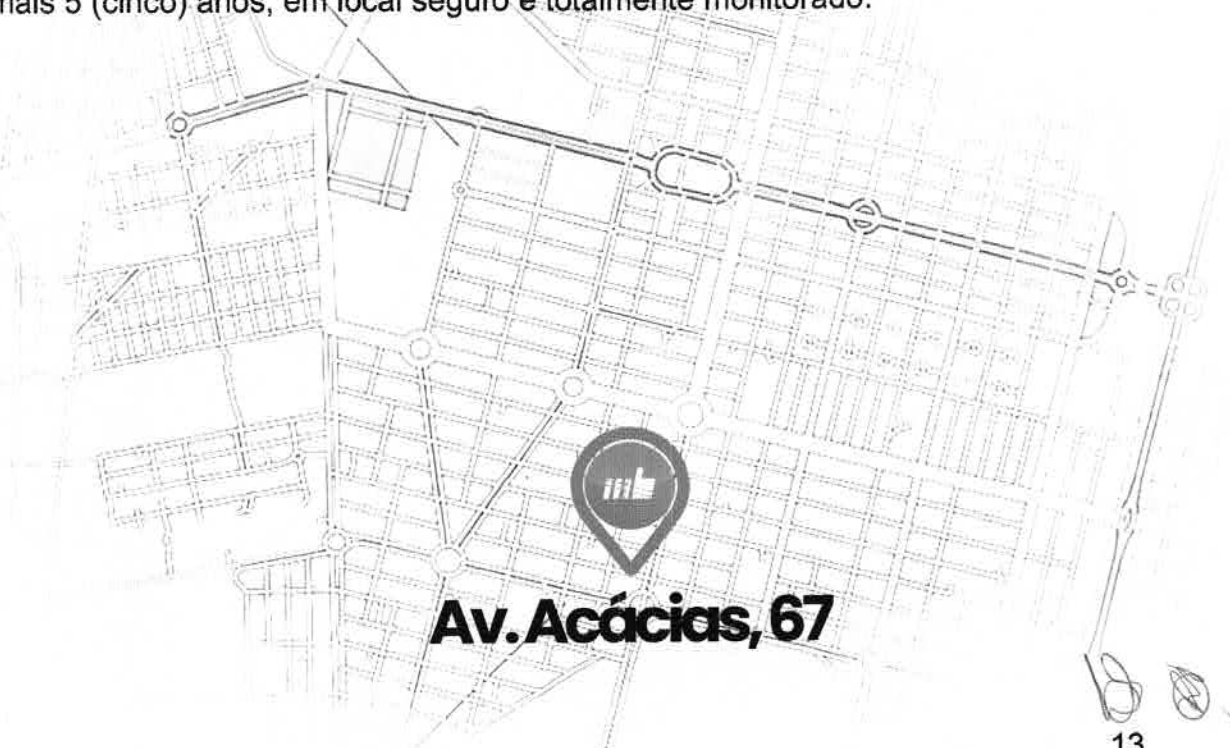 mais 5 (cinco) anos, em local seguro e totalmente monitorado.
Av. Acácias, 67
13